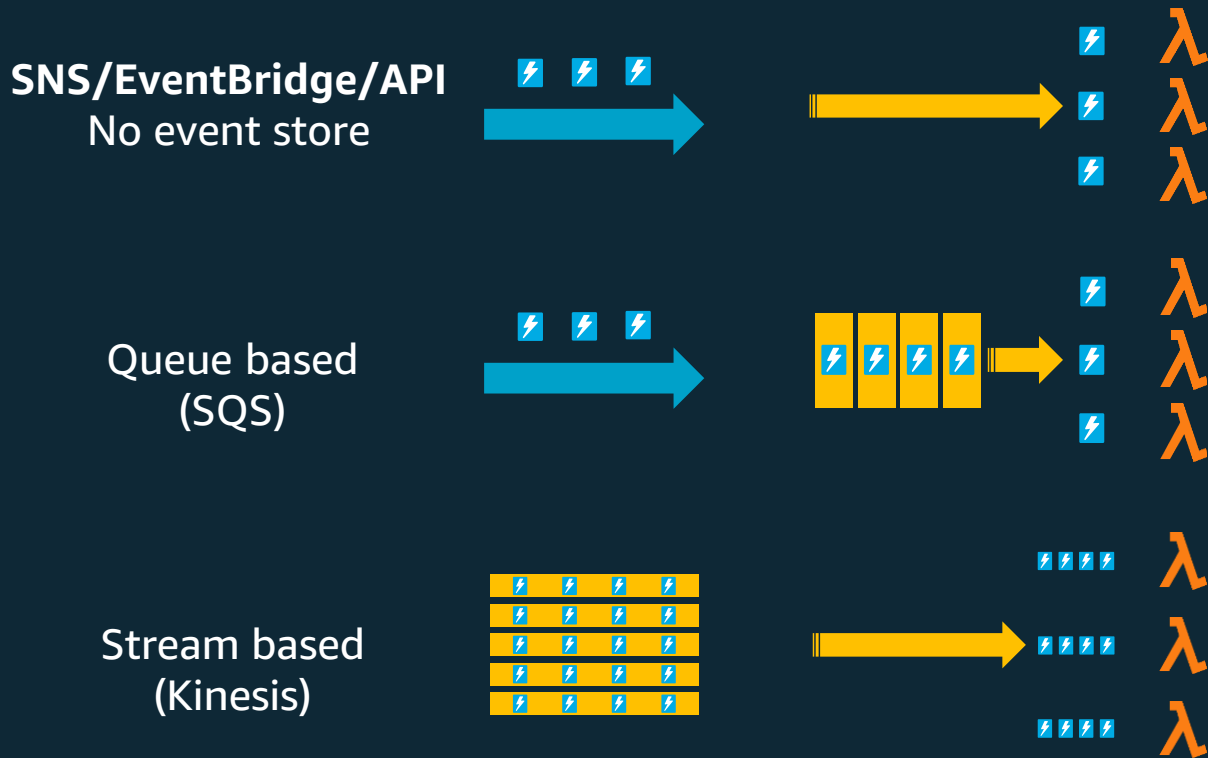 SNS/EventBridge/API
No event store
Queue based
(SQS)
Stream based
(Kinesis)